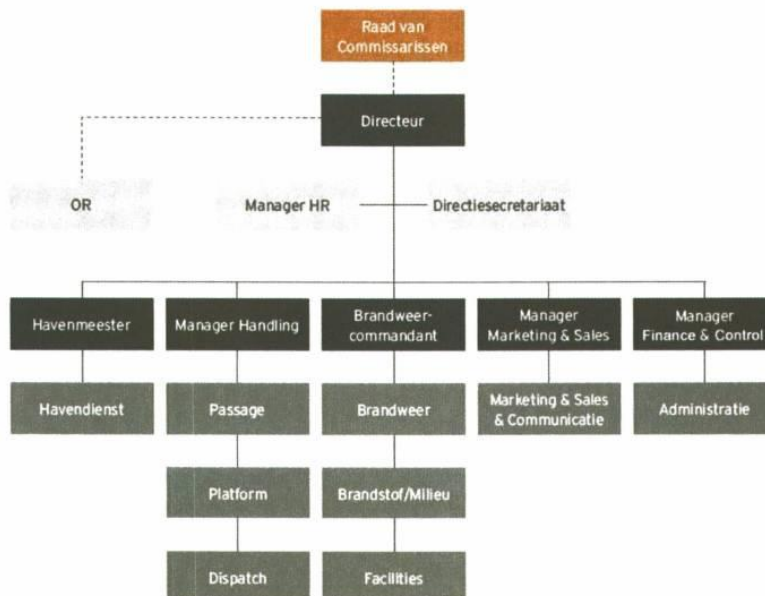 Raad van
Commissarissen
Directeur
OR
Manager HR
Directiesecretariaat
Havenmeester
Manager Handling
Brandweer-
commandant
Manager
Marketing & Sales
Manager
Finance & Control
Havendienst
Passage
Brandweer
Marketing & Sales
& Communicatie
Administratie
Platform
Brandstof/Milieu
Dispatch
Facilities